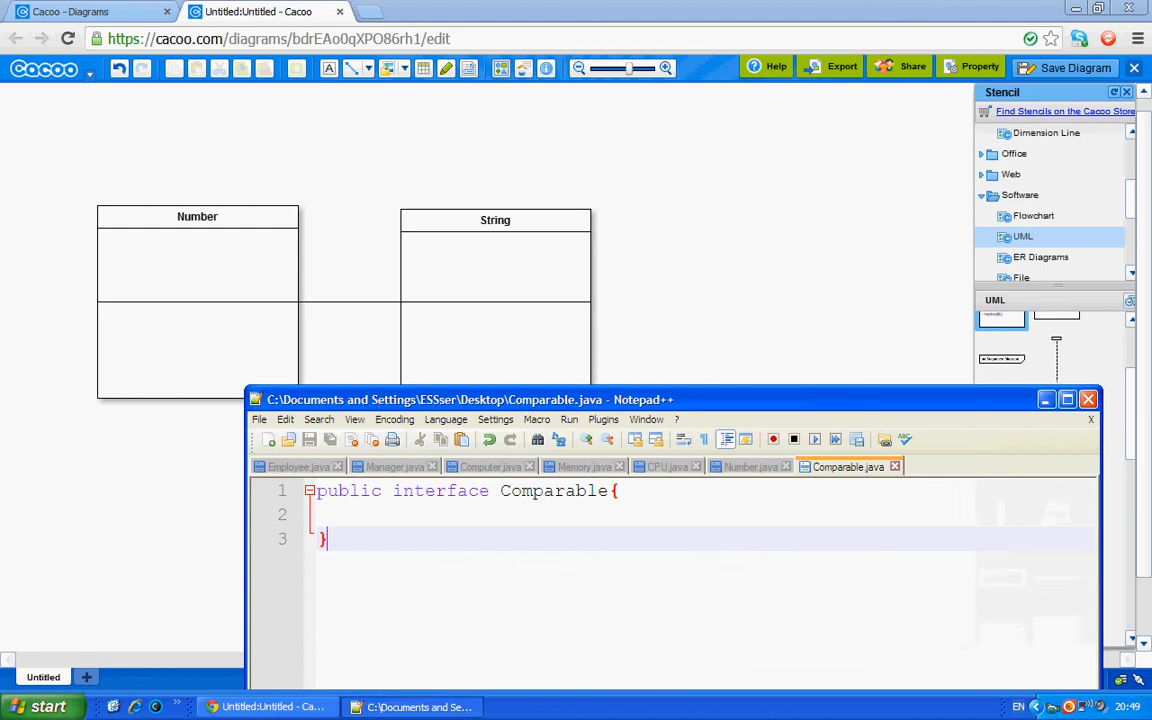 Cacoo - Diagrams
Untitled:Untitled - Cacoo
https://cacoo.com/diagrams/bdrEAo0qXPO86rh1/edit
Cacoo
Help
Export
Share
Property
Save Diagram
Stencil
Find Stencils on the Cacoo Store
Dimension Line
Office
Web
Software
Flowchart
UML
ER Diagrams
File
UML
Number
String
C:\Documents and Settings\ESSser\Desktop\Comparable.java - Notepad++
File Edit Search View Encoding Language Settings Macro Run Plugins Window ? X
Employee.java Manager.java Computer.java Memory.java CPU.java Number.java Comparable.java
1 public interface Comparable{
2
3 }
Untitled
start
Untitled:Untitled - Ca...
C:\Documents and Se...
EN
20:49